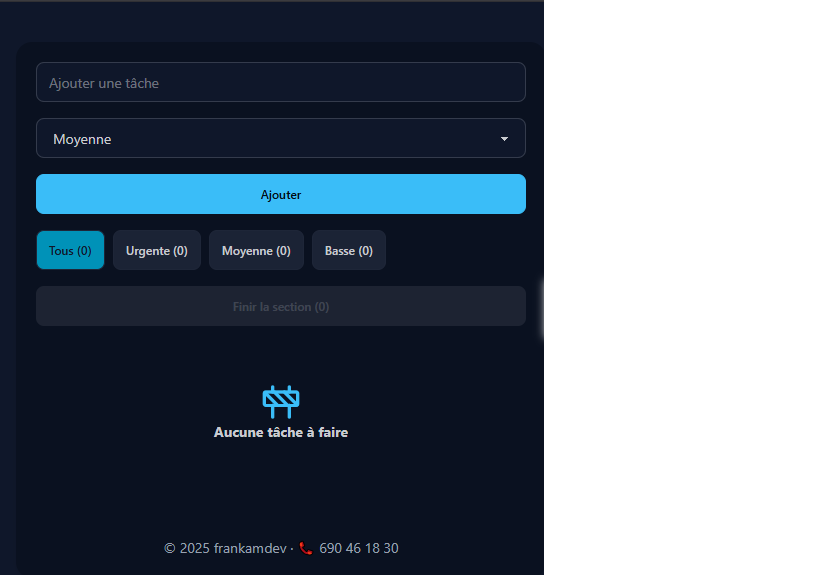 Ajouter une tâche
Moyenne
Ajouter
Tous (0) Urgente (0) Moyenne (0) Basse (0)
Finir la section (0)
Aucune tâche à faire
© 2025 frankamdev · 📞 690 46 18 30